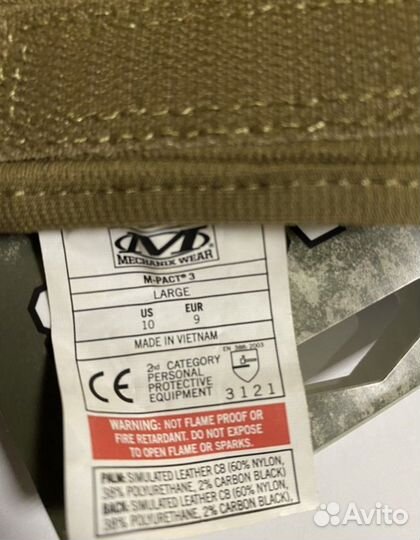 M
MECHANIX WEAR
M-PACT® 3
LARGE
US EUR
10 9
MADE IN VIETNAM
CE
2nd CATEGORY
PERSONAL
PROTECTIVE
EQUIPMENT
EN 388, 2003
3121
WARNING: NOT FLAME PROOF OR
FIRE RETARDANT. DO NOT EXPOSE
TO OPEN FLAME OR SPARKS.
PALM: SIMULATED LEATHER C8 (60% NYLON,
38% POLYURETHANE, 2% CARBON BLACK)
BACK: SIMULATED LEATHER C8 (60% NYLON,
38% POLYURETHANE, 2% CARBON BLACK)
Avito